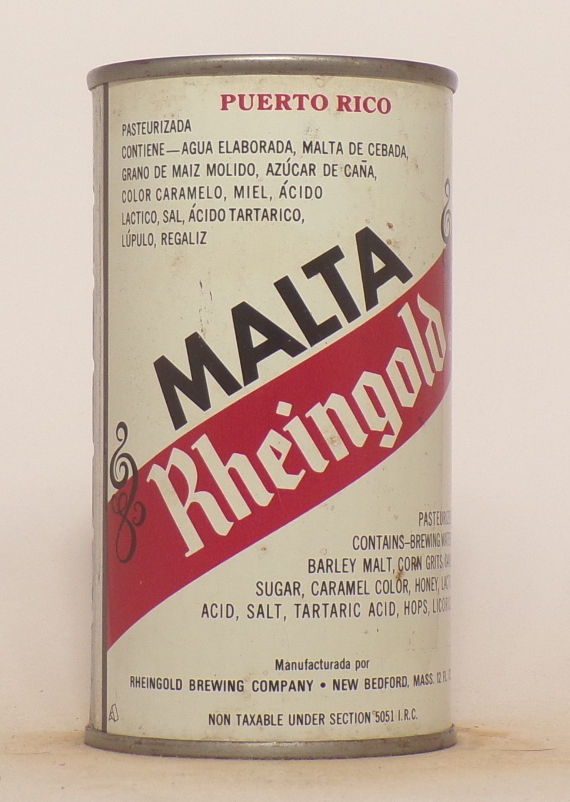 PUERTO RICO
PASTEURIZADA
CONTIENE—AGUA ELABORADA, MALTA DE CEBADA,
GRANO DE MAIZ MOLIDO, AZÚCAR DE CAÑA,
COLOR CARAMELO, MIEL, ÁCIDO
LACTICO, SAL, ÁCIDO TARTARICO,
LÚPULO, REGALIZ
MALTA
Rheingold
CONTAINS–BREWING
BARLEY MALT, CORN GRITS,
SUGAR, CARAMEL COLOR, HONEY,
ACID, SALT, TARTARIC ACID, HOPS,
Manufacturada por
RHEINGOLD BREWING COMPANY • NEW BEDFORD, MASS. 12 FL.
NON TAXABLE UNDER SECTION 5051 I.R.C.